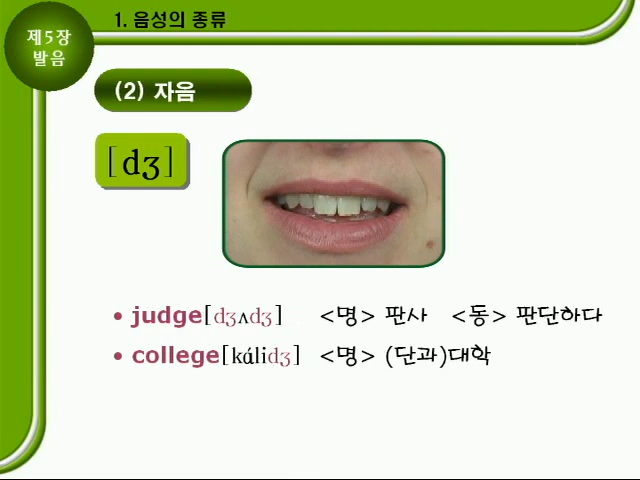 제5장
발음
1. 음성의 종류
(2) 자음
[dʒ]
• judge[dʒʌdʒ] <명> 판사 <동> 판단하다
• college[kálidʒ] <명> (단과)대학